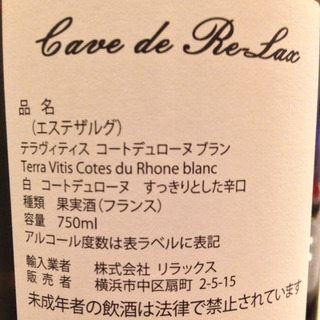 Cave de Re-Lax
品 名
(エステザルグ)
テラヴィティス コートデュローヌ ブラン
Terra Vitis Cotes du Rhone blanc
白 コートデュローヌ すっきりとした辛口
種類 果実酒(フランス)
容量 750ml
アルコール度数は表ラベルに表記
輸入業者 株式会社 リラックス
販 売 者 横浜市中区扇町 2-5-15
未成年者の飲酒は法律で禁止されています